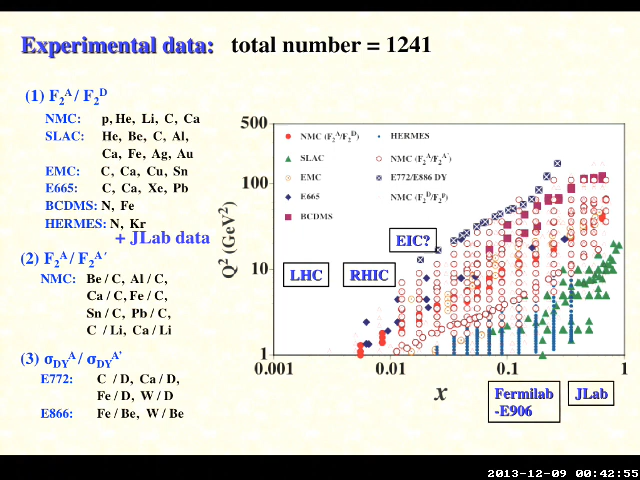 Experimental data: total number = 1241
(1) F₂ᴬ / F₂ᴰ
NMC: p, He, Li, C, Ca
SLAC: He, Be, C, Al,
Ca, Fe, Ag, Au
EMC: C, Ca, Cu, Sn
E665: C, Ca, Xe, Pb
BCDMS: N, Fe
HERMES: N, Kr
+ JLab data
(2) F₂ᴬ / F₂ᴬ´
NMC: Be / C, Al / C,
Ca / C, Fe / C,
Sn / C, Pb / C,
C / Li, Ca / Li
(3) σ_DYᴬ / σ_DYᴬ'
E772: C / D, Ca / D,
Fe / D, W / D
E866: Fe / Be, W / Be
500
100
10
1
Q² (GeV²)
NMC (F₂ᴬ/F₂ᴰ)
SLAC
EMC
E665
BCDMS
HERMES
NMC (F₂ᴬ/F₂ᴬ')
E772/E886 DY
NMC (F₂ᴰ/F₂ᵖ)
EIC?
LHC
RHIC
0.001
0.01
0.1
1
x
Fermilab
-E906
JLab
2013-12-09 00:42:55